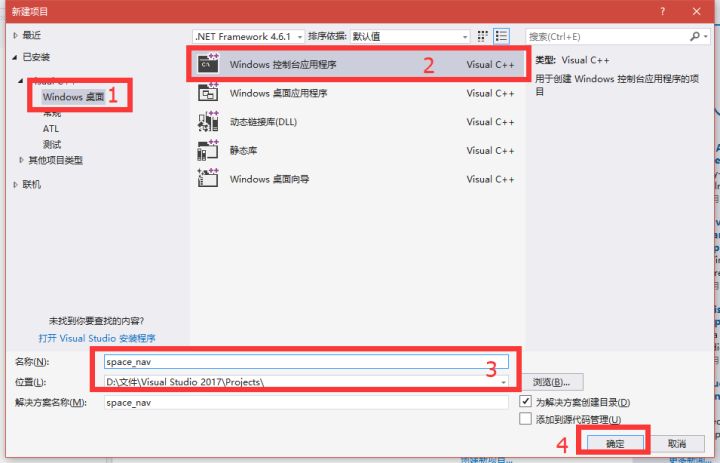 新建项目
最近
已安装
Visual C++
Windows 桌面
1
常规
ATL
测试
其他项目类型
联机
未找到你要查找的内容?
打开 Visual Studio 安装程序
.NET Framework 4.6.1 排序依据: 默认值
Windows 控制台应用程序 2 Visual C++
Windows 桌面应用程序 Visual C++
动态链接库(DLL) Visual C++
静态库 Visual C++
Windows 桌面向导 Visual C++
搜索(Ctrl+E)
类型: Visual C++
用于创建 Windows 控制台应用程序的项
目
名称(N): space_nav
3
位置(L): D:\文件\Visual Studio 2017\Projects\ 浏览(B)...
解决方案名称(M): space_nav
为解决方案创建目录(D)
添加到源代码管理(U)
4 确定 取消